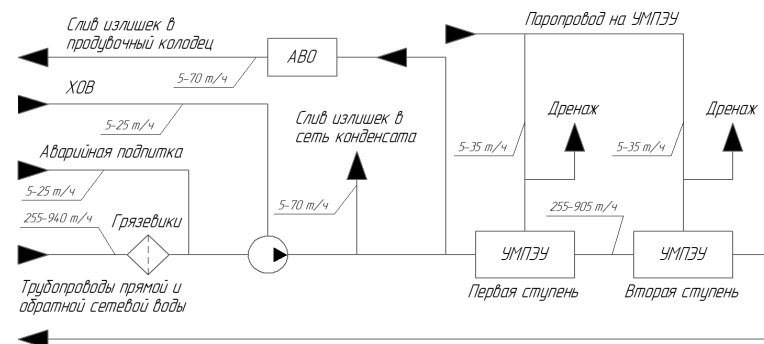 Слив излишек в
продувочный колодец
АВО
Паропровод на УМПЭУ
5-70 т/ч
ХОВ
5-25 т/ч
Слив излишек в
сеть конденсата
Дренаж
Дренаж
Аварийная подпитка
5-35 т/ч
5-35 т/ч
5-25 т/ч
5-70 т/ч
255-905 т/ч
255-940 т/ч
Грязевики
УМПЭУ
УМПЭУ
Трубопроводы прямой и
обратной сетевой воды
Первая ступень
Вторая ступень